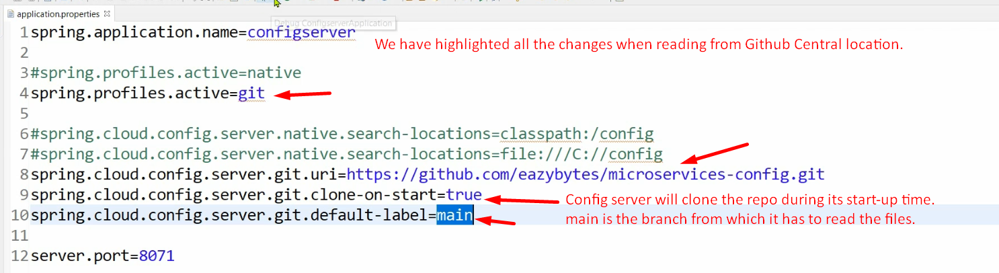 application.properties
Debug ConfigserverApplication
1 spring.application.name=configserver
We have highlighted all the changes when reading from Github Central location.
2
3 #spring.profiles.active=native
4 spring.profiles.active=git
5
6 #spring.cloud.config.server.native.search-locations=classpath:/config
7 #spring.cloud.config.server.native.search-locations=file:///C://config
8 spring.cloud.config.server.git.uri=https://github.com/eazybytes/microservices-config.git
9 spring.cloud.config.server.git.clone-on-start=true
Config server will clone the repo during its start-up time.
10 spring.cloud.config.server.git.default-label=main
main is the branch from which it has to read the files.
11
12 server.port=8071